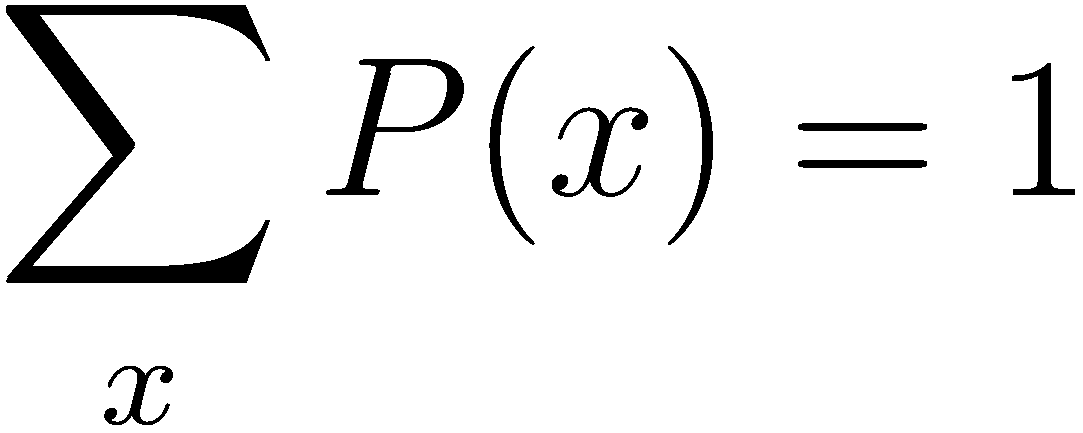 ∑ P(x) = 1
x